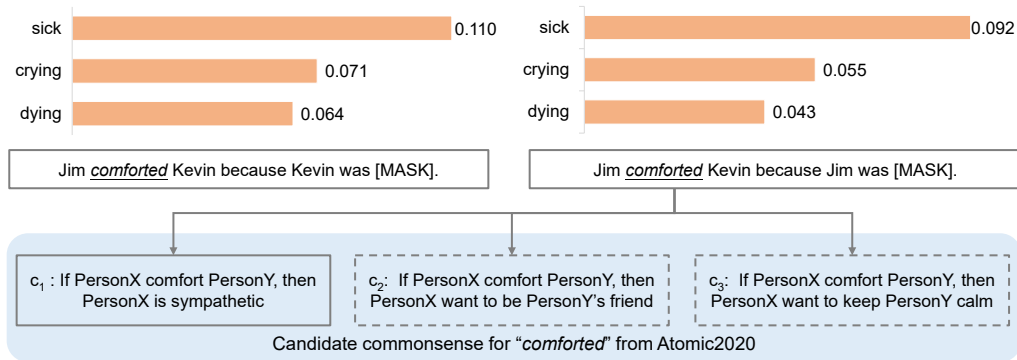 sick 0.110
crying 0.071
dying 0.064
sick 0.092
crying 0.055
dying 0.043
Jim comforted Kevin because Kevin was [MASK].
Jim comforted Kevin because Jim was [MASK].
c1 : If PersonX comfort PersonY, then
PersonX is sympathetic
c2: If PersonX comfort PersonY, then
PersonX want to be PersonY's friend
c3: If PersonX comfort PersonY, then
PersonX want to keep PersonY calm
Candidate commonsense for “comforted” from Atomic2020